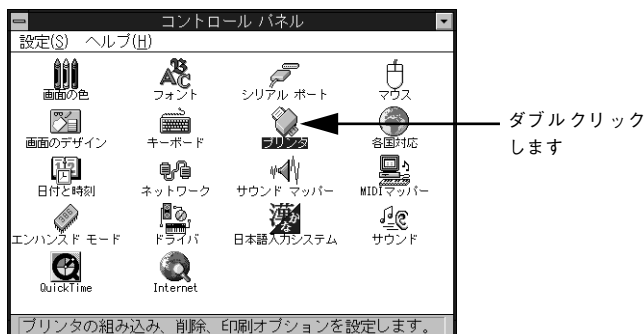 コントロール パネル
設定(S) ヘルプ(H)
画面の色
フォント
シリアル ポート
マウス
画面のデザイン
キーボード
プリンタ
各国対応
日付と時刻
ネットワーク
サウンド マッパー
MIDIマッパー
エンハンスド モード
ドライバ
日本語入力システム
サウンド
QuickTime
Internet
プリンタの組み込み、削除、印刷オプションを設定します。
ダブルクリック
します